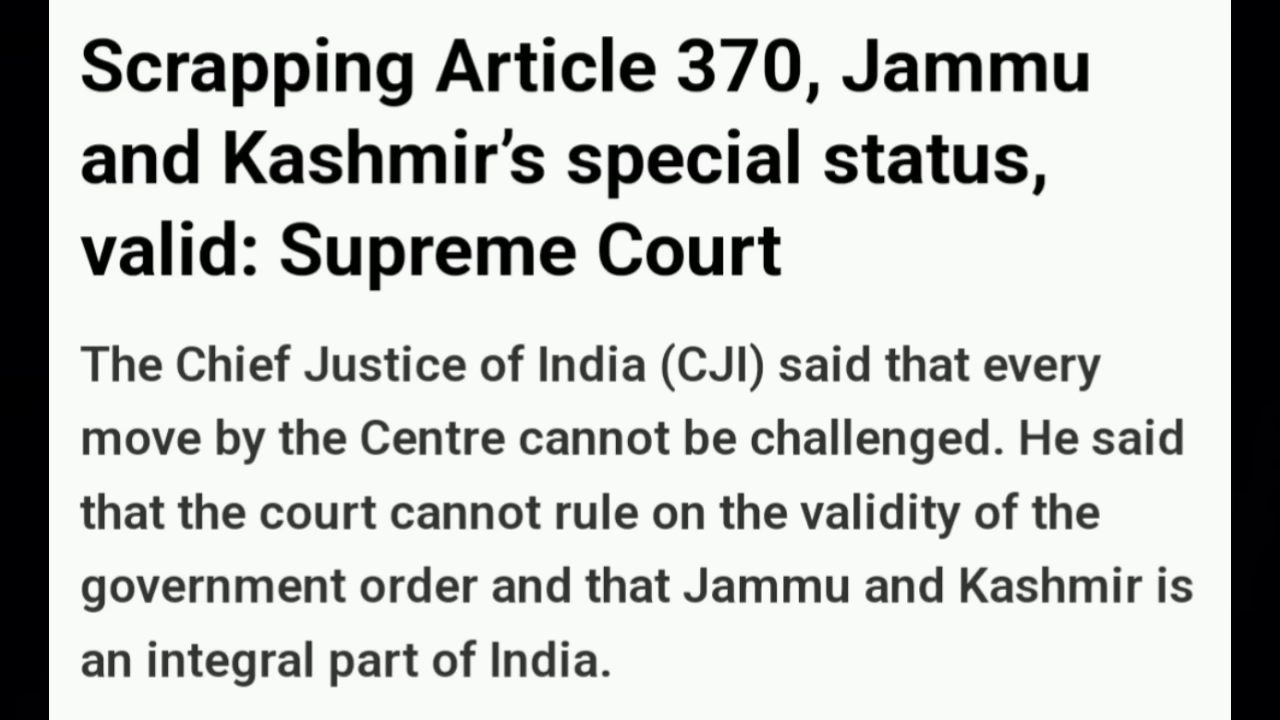 Scrapping Article 370, Jammu
and Kashmir’s special status,
valid: Supreme Court
The Chief Justice of India (CJI) said that every
move by the Centre cannot be challenged. He said
that the court cannot rule on the validity of the
government order and that Jammu and Kashmir is
an integral part of India.